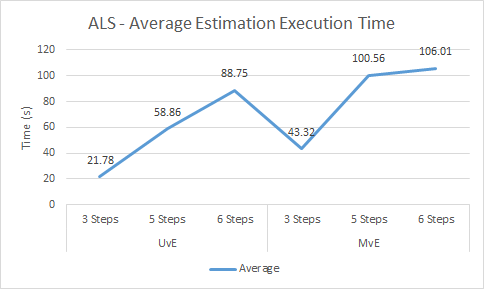 ALS - Average Estimation Execution Time
120
100
80
60
40
20
0
Time (s)
21.78
58.86
88.75
43.32
100.56
106.01
3 Steps 5 Steps 6 Steps 3 Steps 5 Steps 6 Steps
UvE MvE
Average